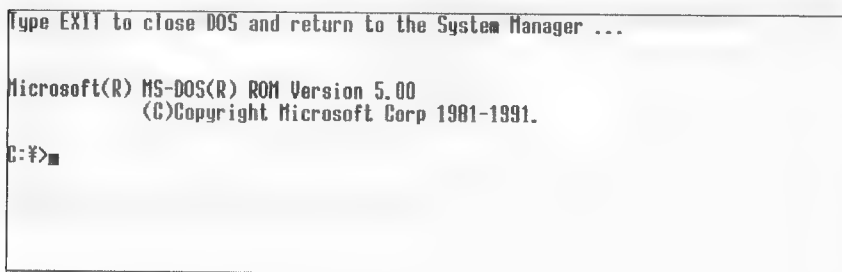 Type EXIT to close DOS and return to the System Manager ...
Microsoft(R) MS-DOS(R) ROM Version 5.00
(C)Copyright Microsoft Corp 1981-1991.
C:¥>